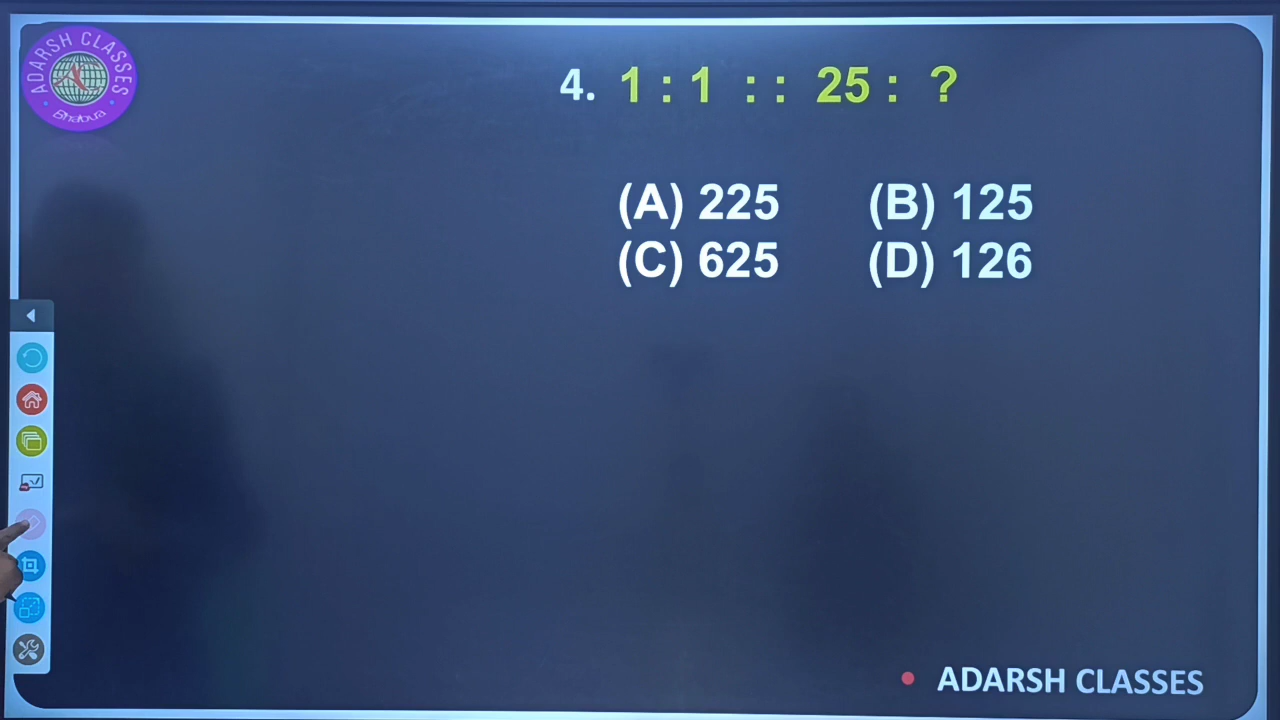 ADARSH CLASSES
4. 1 : 1 : : 25 : ?
(A) 225 (B) 125
(C) 625 (D) 126
• ADARSH CLASSES